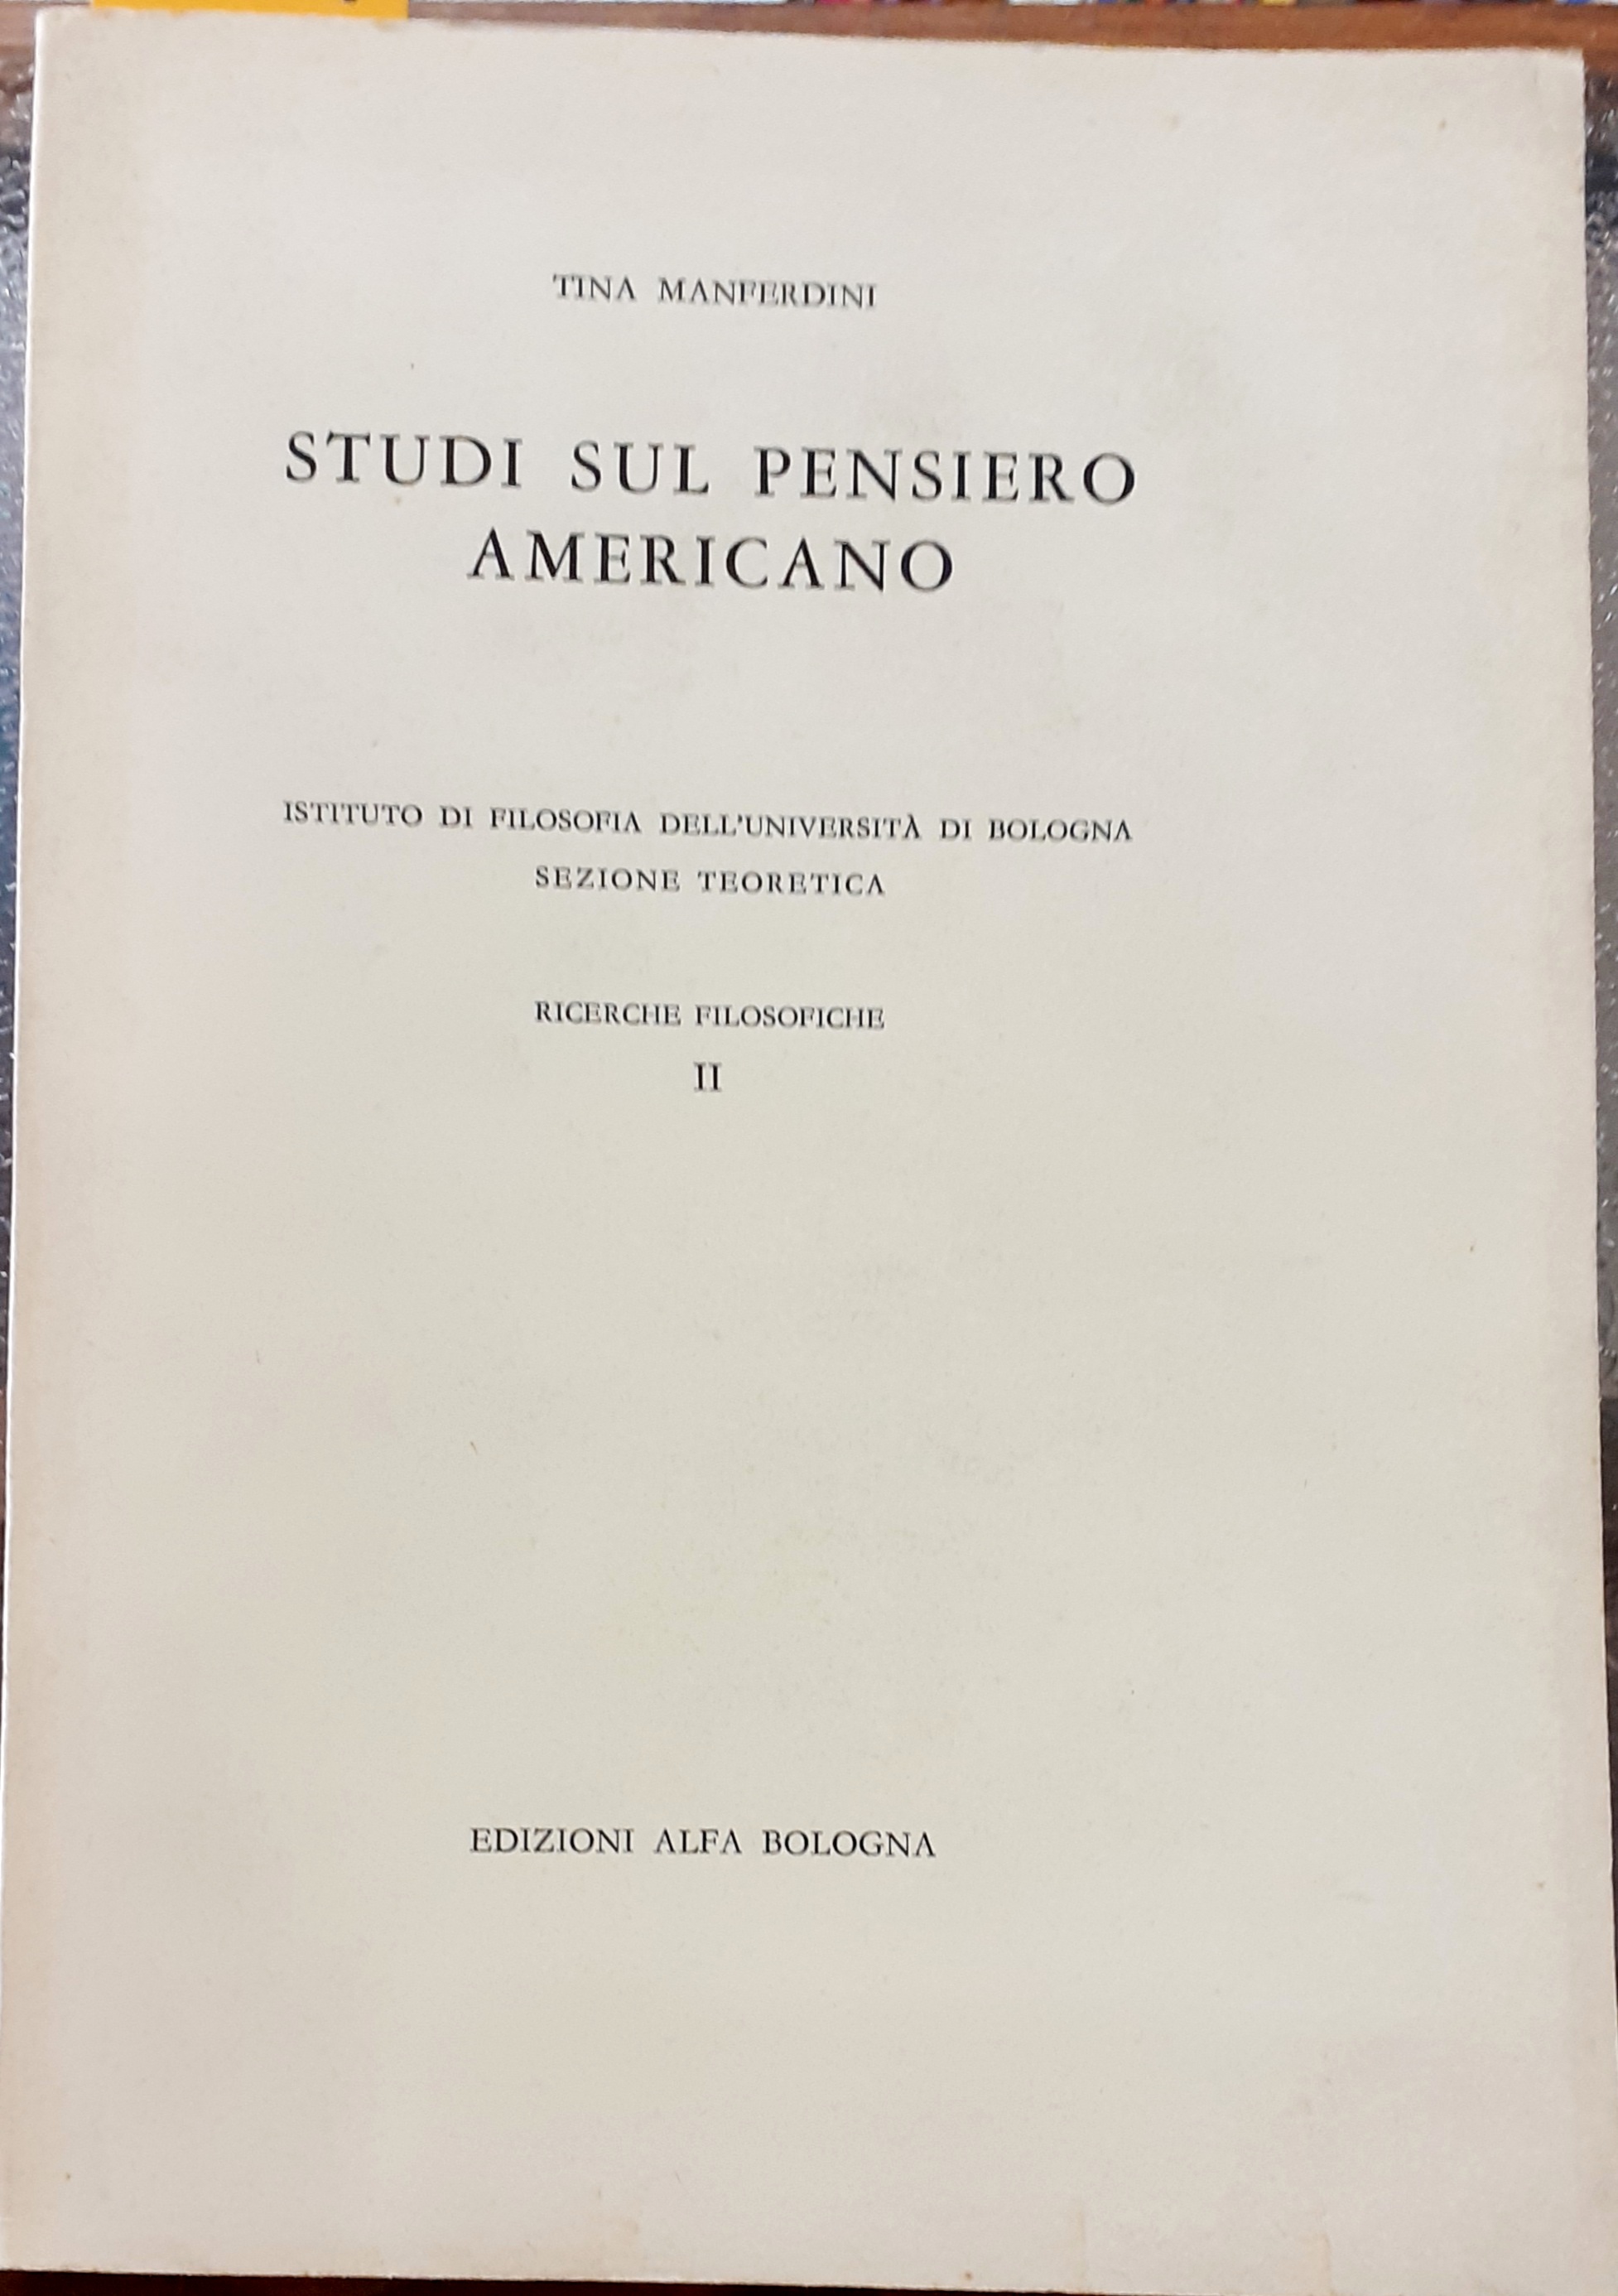 TINA MANFERDINI
STUDI SUL PENSIERO
AMERICANO
ISTITUTO DI FILOSOFIA DELL'UNIVERSITÀ DI BOLOGNA
SEZIONE TEORETICA
RICERCHE FILOSOFICHE
II
EDIZIONI ALFA BOLOGNA